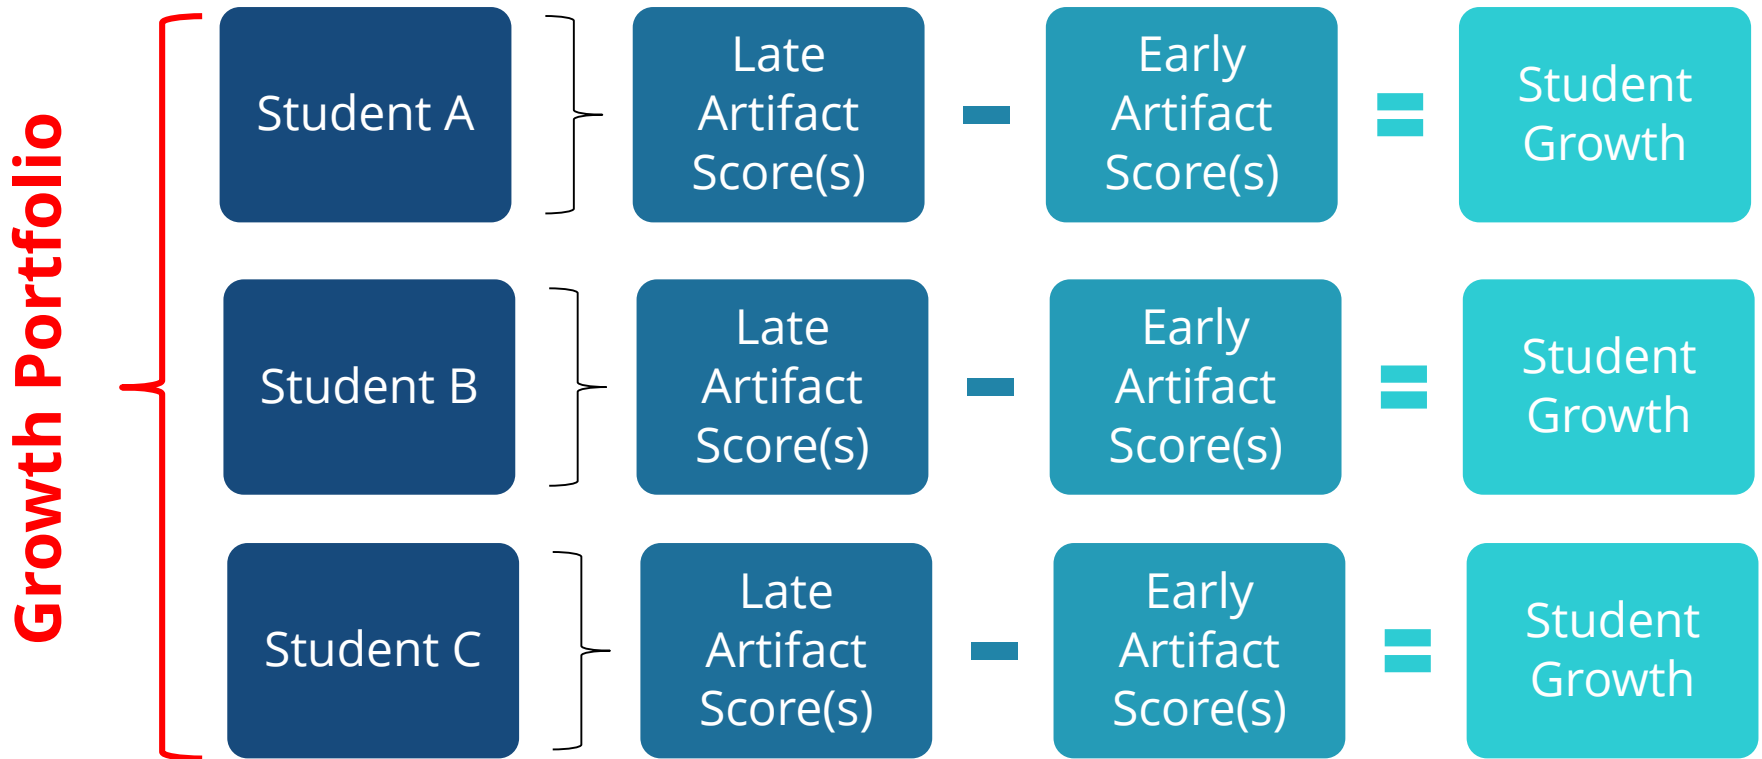 Growth Portfolio
Student A
Late
Artifact
Score(s)
Early
Artifact
Score(s)
Student
Growth
Student B
Late
Artifact
Score(s)
Early
Artifact
Score(s)
Student
Growth
Student C
Late
Artifact
Score(s)
Early
Artifact
Score(s)
Student
Growth